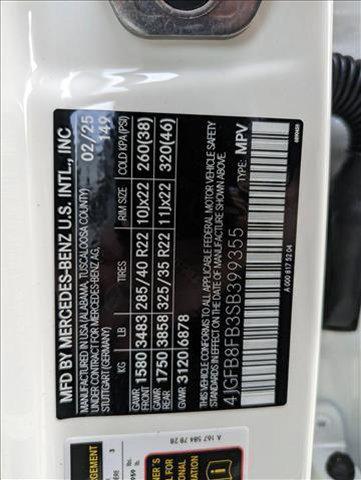 MFD BY MERCEDES-BENZ U.S. INTL., INC
MANUFACTURED IN USA (ALABAMA, TUSCALOOSA COUNTY) 02/25
UNDER CONTRACT FOR MERCEDES-BENZ AG, 149
STUTTGART (GERMANY)
KG LB TIRES RIM SIZE COLD KPA (PSI)
GAWR FRONT 1580 3483 285/40 R22 10Jx22 260(38)
GAWR REAR 1750 3858 325/35 R22 11Jx22 320(46)
GVWR 3120 6878
THIS VEHICLE CONFORMS TO ALL APPLICABLE FEDERAL MOTOR VEHICLE SAFETY
STANDARDS IN EFFECT ON THE DATE OF MANUFACTURE SHOWN ABOVE.
4JGFB8FB3SB399355 TYPE: MPV
A 000 817 52 04
A 167 584 78 28